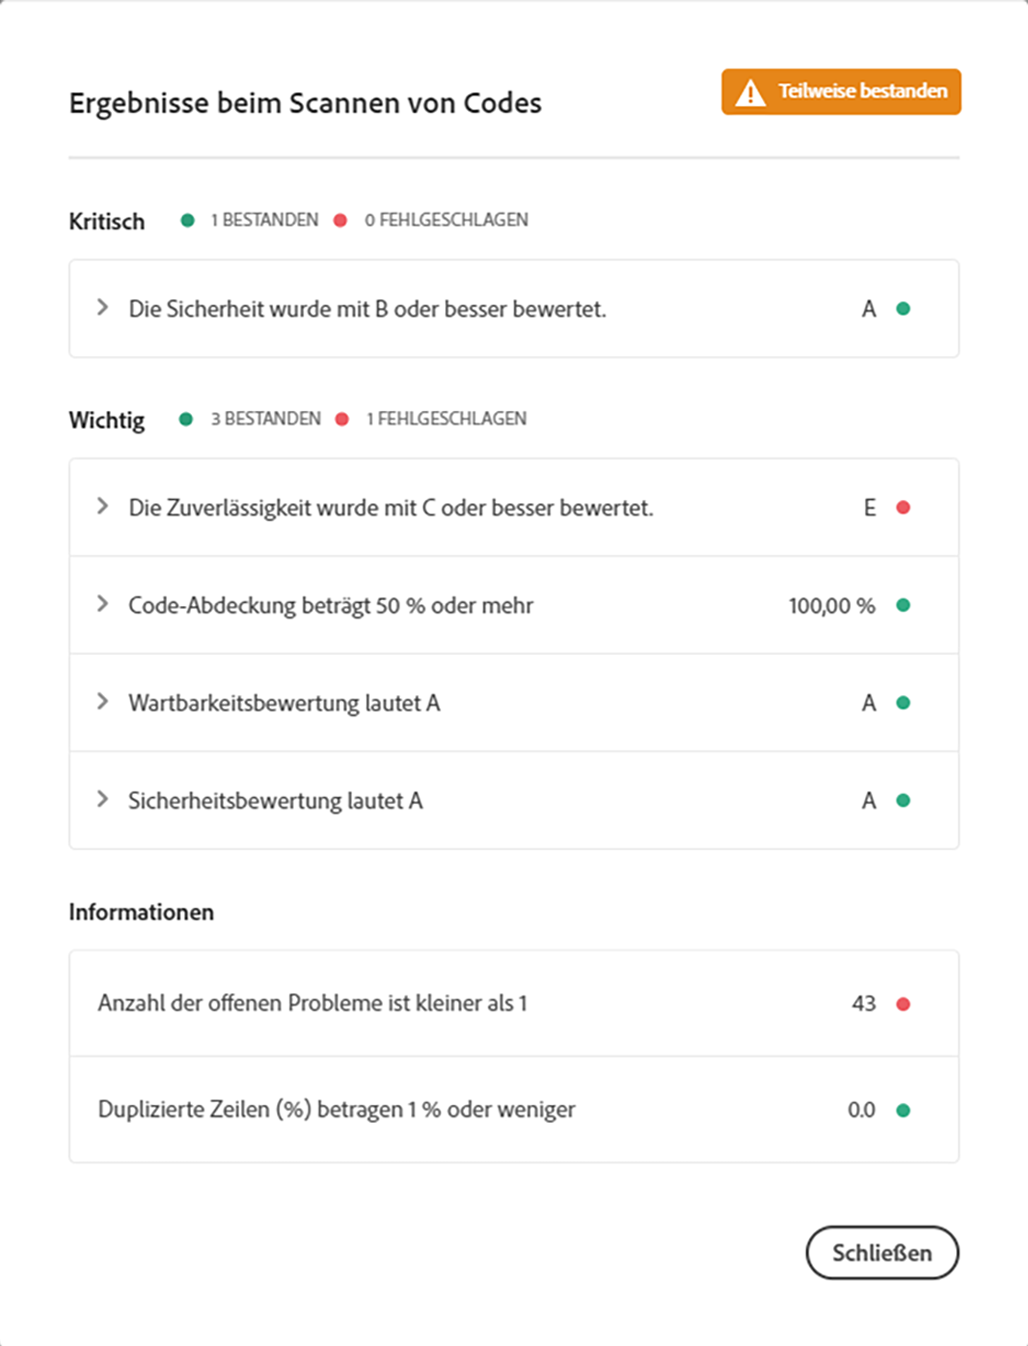 Ergebnisse beim Scannen von Codes
Teilweise bestanden
Kritisch 1 BESTANDEN 0 FEHLGESCHLAGEN
Die Sicherheit wurde mit B oder besser bewertet. A
Wichtig 3 BESTANDEN 1 FEHLGESCHLAGEN
Die Zuverlässigkeit wurde mit C oder besser bewertet. E
Code-Abdeckung beträgt 50 % oder mehr 100,00 %
Wartbarkeitsbewertung lautet A A
Sicherheitsbewertung lautet A A
Informationen
Anzahl der offenen Probleme ist kleiner als 1 43
Duplizierte Zeilen (%) betragen 1 % oder weniger 0.0
Schließen